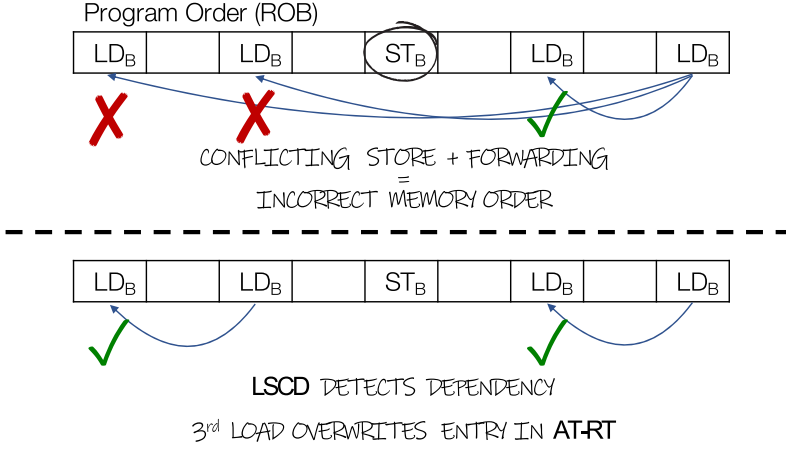 Program Order (ROB)
LDB LDB STB LDB LDB
CONFLICTING STORE + FORWARDING
=
INCORRECT MEMORY ORDER
LDB LDB STB LDB LDB
LSCD DETECTS DEPENDENCY
3rd LOAD OVERWRITES ENTRY IN AT-RT